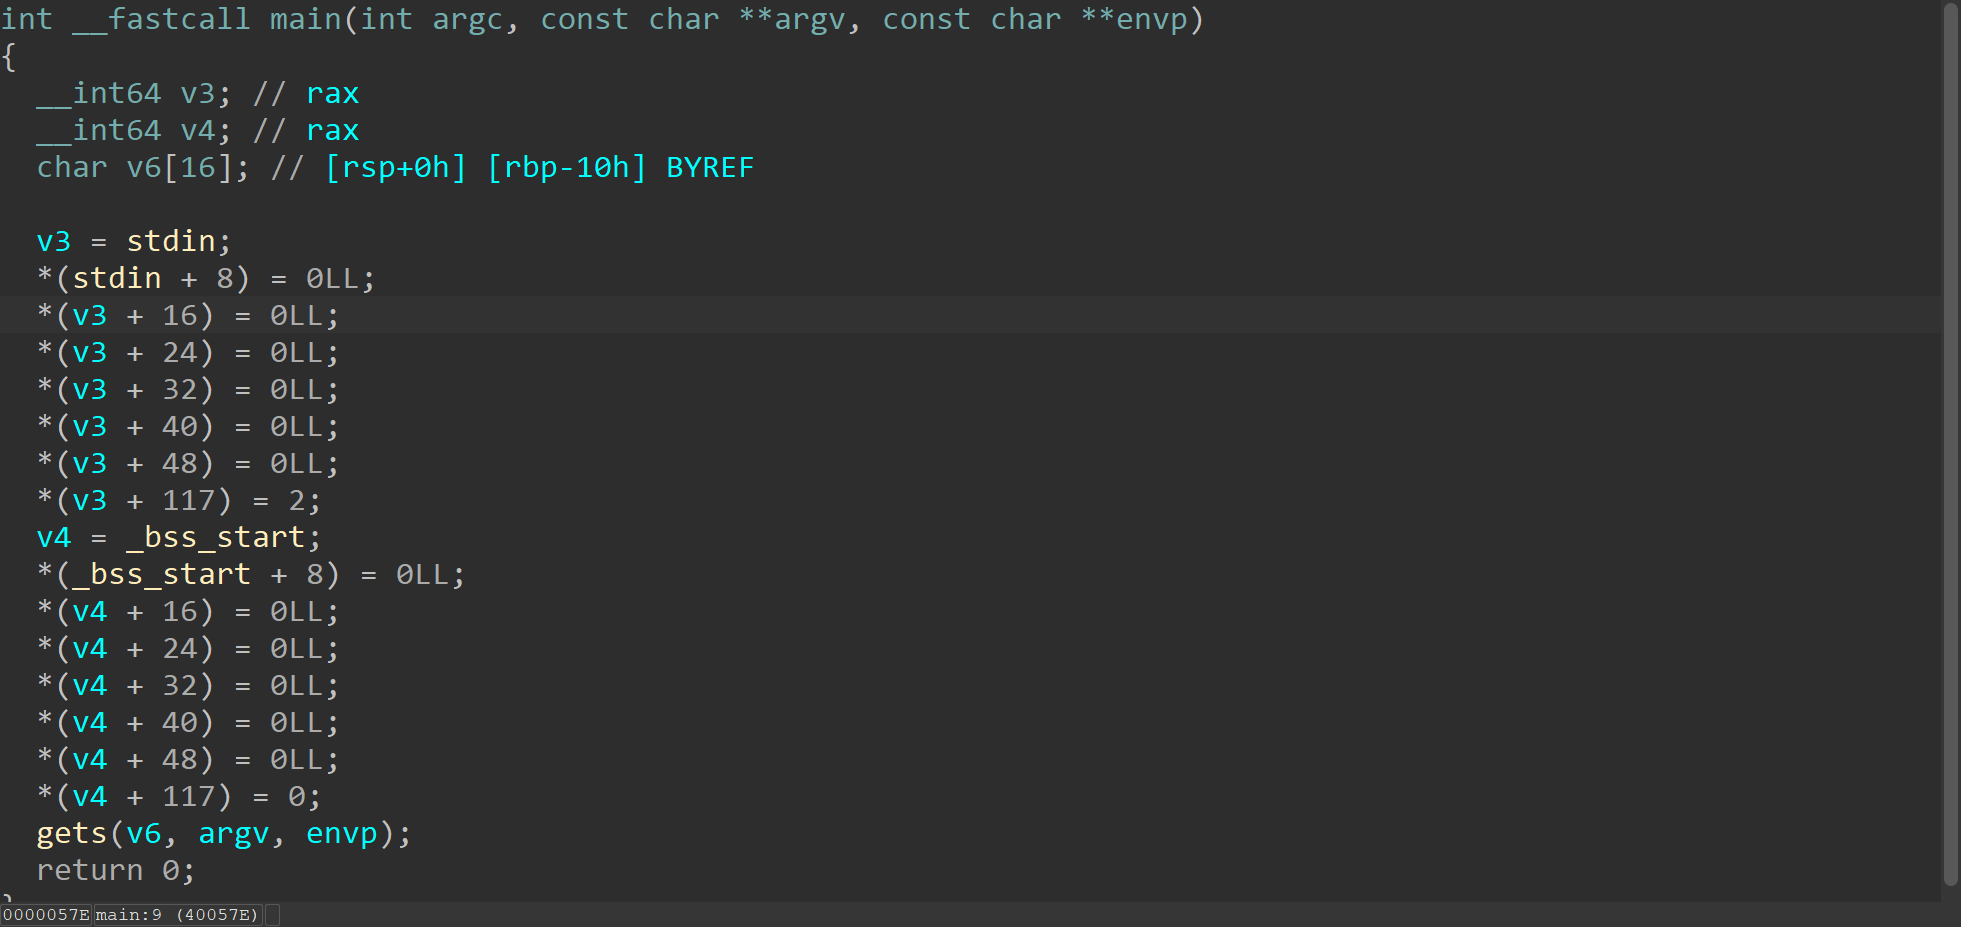 int __fastcall main(int argc, const char **argv, const char **envp)
{
  __int64 v3; // rax
  __int64 v4; // rax
  char v6[16]; // [rsp+0h] [rbp-10h] BYREF

  v3 = stdin;
  *(stdin + 8) = 0LL;
  *(v3 + 16) = 0LL;
  *(v3 + 24) = 0LL;
  *(v3 + 32) = 0LL;
  *(v3 + 40) = 0LL;
  *(v3 + 48) = 0LL;
  *(v3 + 117) = 2;
  v4 = _bss_start;
  *(_bss_start + 8) = 0LL;
  *(v4 + 16) = 0LL;
  *(v4 + 24) = 0LL;
  *(v4 + 32) = 0LL;
  *(v4 + 40) = 0LL;
  *(v4 + 48) = 0LL;
  *(v4 + 117) = 0;
  gets(v6, argv, envp);
  return 0;
}
0000057E main:9 (40057E)